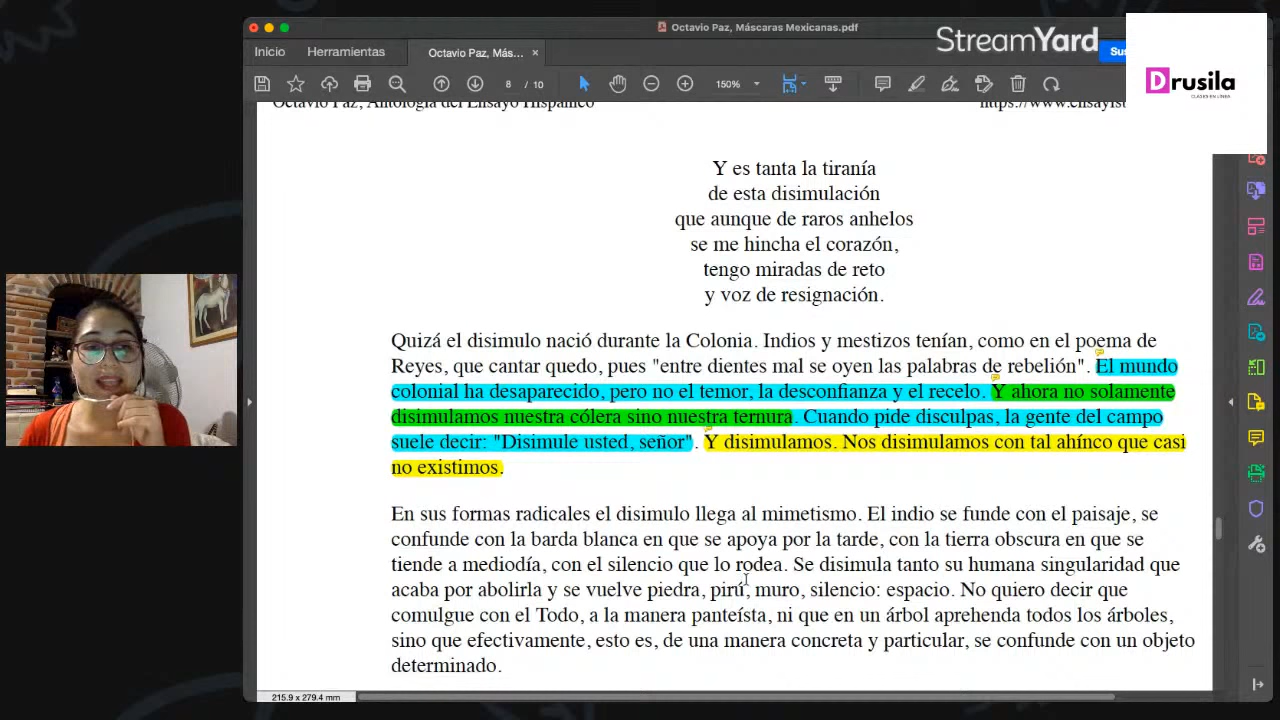 Octavio Paz, Máscaras Mexicanas.pdf
StreamYard
Inicio
Herramientas
Octavio Paz, Más...
×
Sus
Drusila
CLASES EN LÍNEA
8 / 10
150%
Octavio Paz, Antología del Ensayo Hispánico
https://www.ensayist
Y es tanta la tiranía
de esta disimulación
que aunque de raros anhelos
se me hincha el corazón,
tengo miradas de reto
y voz de resignación.
Quizá el disimulo nació durante la Colonia. Indios y mestizos tenían, como en el poema de
Reyes, que cantar quedo, pues "entre dientes mal se oyen las palabras de rebelión". El mundo
colonial ha desaparecido, pero no el temor, la desconfianza y el recelo. Y ahora no solamente
disimulamos nuestra cólera sino nuestra ternura. Cuando pide disculpas, la gente del campo
suele decir: "Disimule usted, señor". Y disimulamos. Nos disimulamos con tal ahínco que casi
no existimos.
En sus formas radicales el disimulo llega al mimetismo. El indio se funde con el paisaje, se
confunde con la barda blanca en que se apoya por la tarde, con la tierra obscura en que se
tiende a mediodía, con el silencio que lo rodea. Se disimula tanto su humana singularidad que
acaba por abolirla y se vuelve piedra, pirú, muro, silencio: espacio. No quiero decir que
comulgue con el Todo, a la manera panteísta, ni que en un árbol aprehenda todos los árboles,
sino que efectivamente, esto es, de una manera concreta y particular, se confunde con un objeto
determinado.
215.9 x 279.4 mm